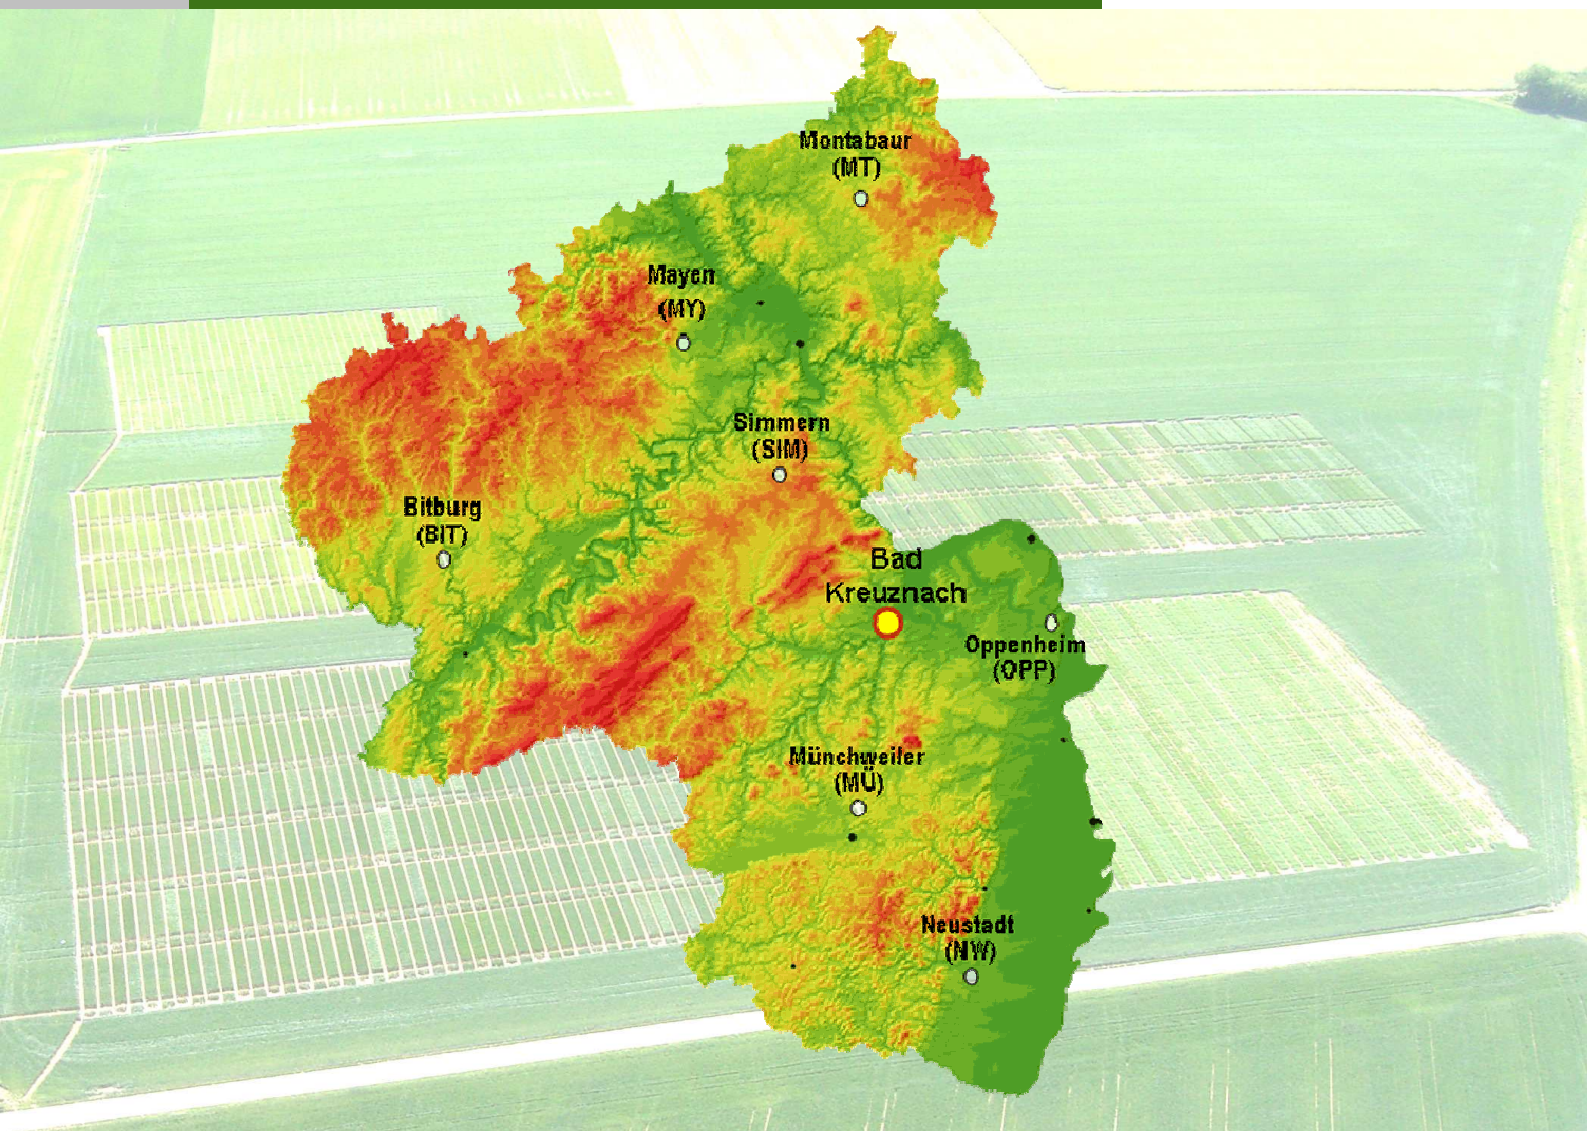 Montabaur
(MT)
Mayen
(MY)
Simmern
(SIM)
Bitburg
(BIT)
Bad
Kreuznach
Oppenheim
(OPP)
Münchweiler
(MÜ)
Neustadt
(NW)